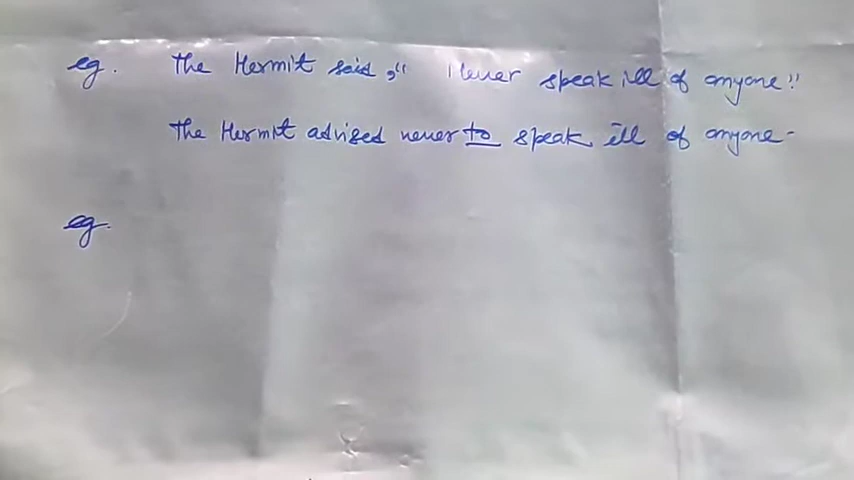 eg. The Hermit said, " Never speak ill of anyone"
The Hermit advised never to speak ill of anyone.
eg.